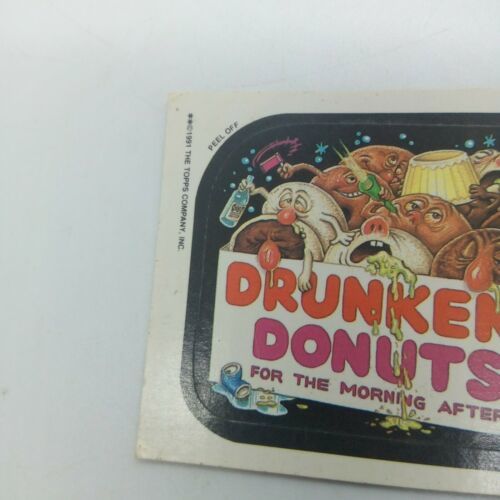 **©1991 THE TOPPS COMPANY, INC.
PEEL OFF
DRUNKEN
DONUTS
FOR THE MORNING AFTER